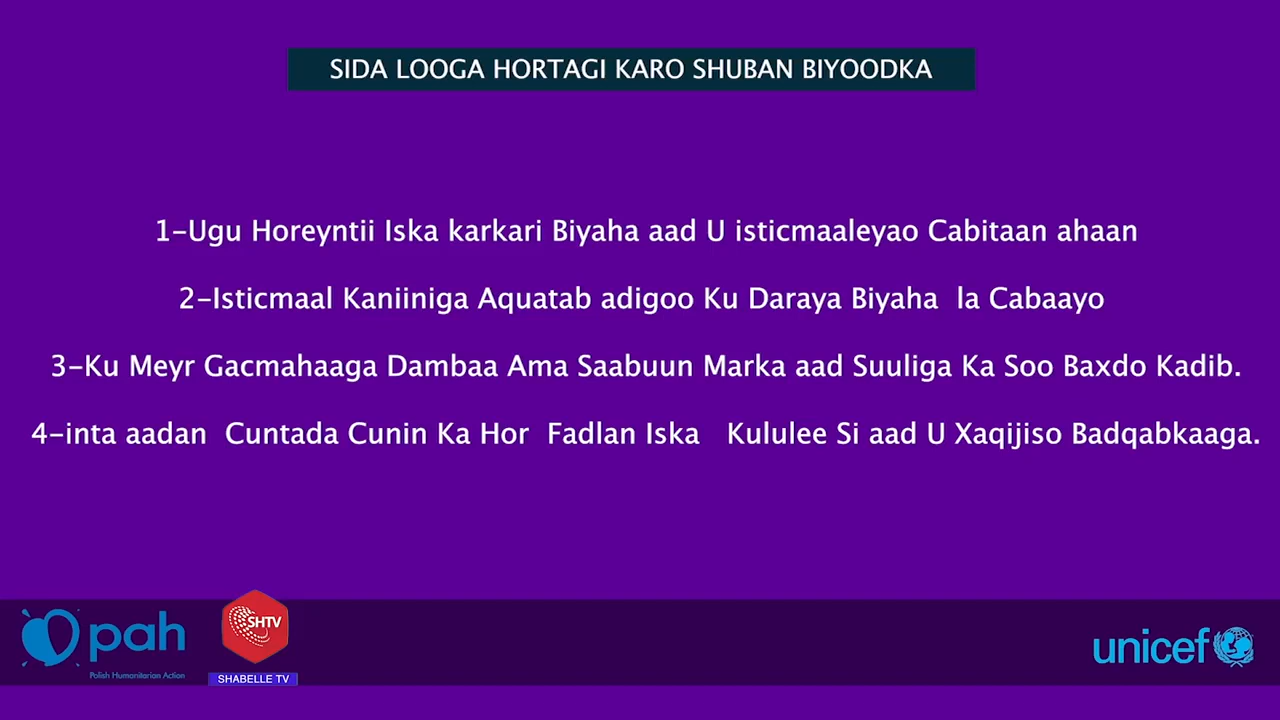 SIDA LOOGA HORTAGI KARO SHUBAN BIYOODKA
1-Ugu Horeyntii Iska karkari Biyaha aad U isticmaaleyao Cabitaan ahaan
2-Isticmaal Kaniiniga Aquatab adigoo Ku Daraya Biyaha la Cabaayo
3-Ku Meyr Gacmahaaga Dambaa Ama Saabuun Marka aad Suuliga Ka Soo Baxdo Kadib.
4-inta aadan Cuntada Cunin Ka Hor Fadlan Iska Kululee Si aad U Xaqijiso Badqabkaaga.
pah
Polish Humanitarian Action
SHTV
SHABELLE TV
unicef